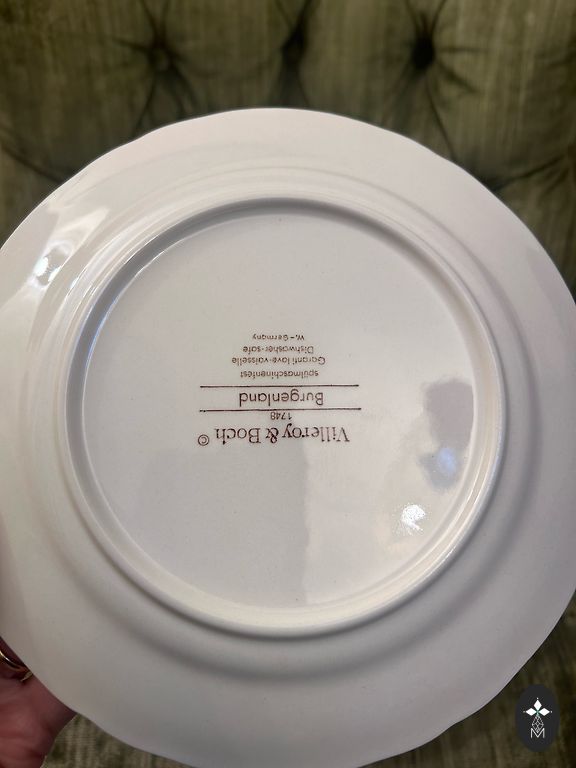 Villeroy & Boch ©
1748
Burgenland
spülmaschinenfest
Garanti lave-vaisselle
Dishwasher-safe
W.-Germany
M